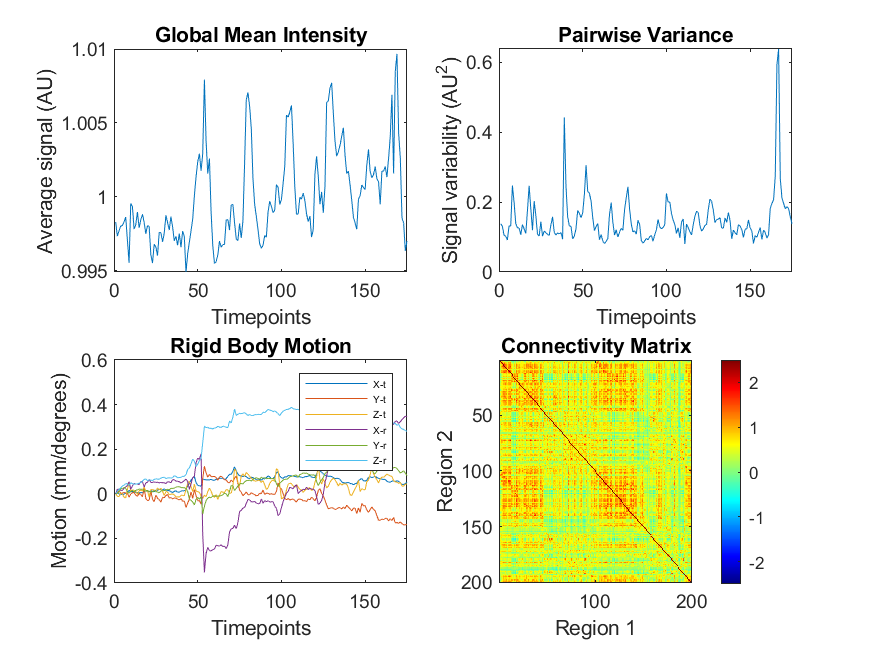 Global Mean Intensity
1.01
1.005
1
0.995
Average signal (AU)
0
50
100
150
Timepoints
Pairwise Variance
0.6
0.4
0.2
0
Signal variability (AU²)
0
50
100
150
Timepoints
Rigid Body Motion
0.6
0.4
0.2
0
-0.2
-0.4
Motion (mm/degrees)
X-t
Y-t
Z-t
X-r
Y-r
Z-r
0
50
100
150
Timepoints
Connectivity Matrix
50
100
150
200
Region 2
100
200
Region 1
2
1
0
-1
-2